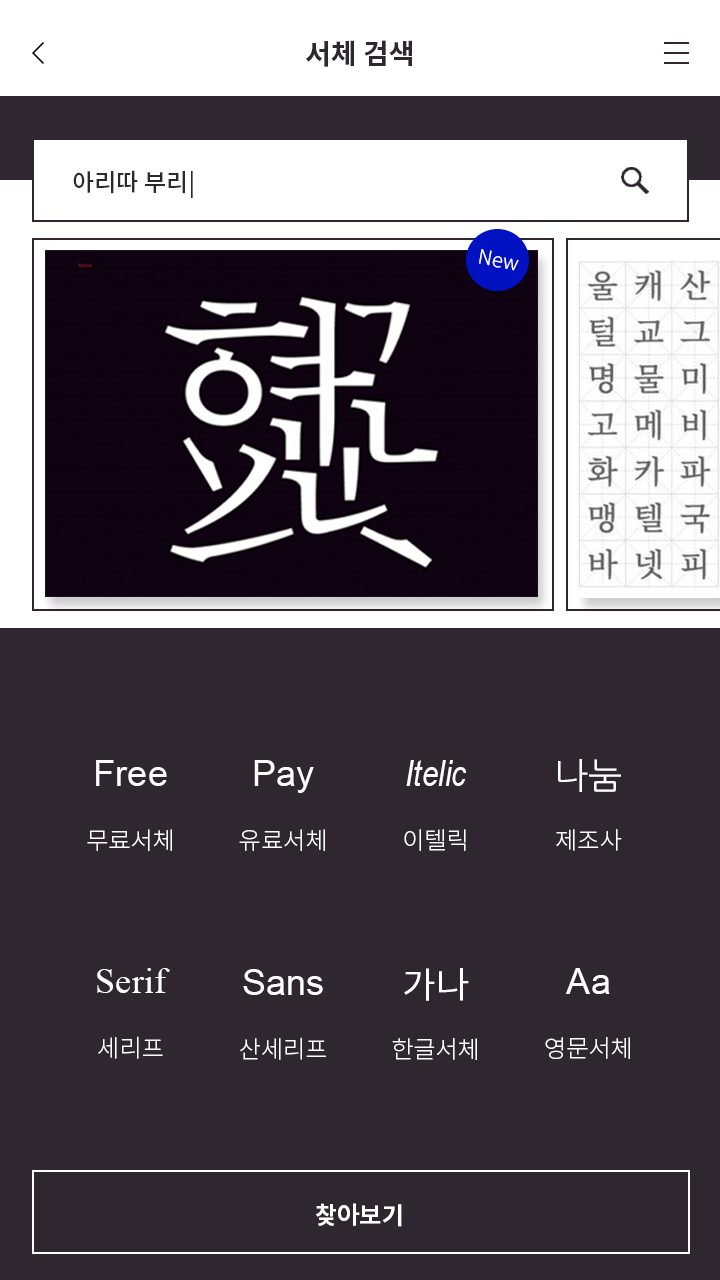 서체 검색
아리따 부리
New
울 캐 산
털 교 그
명 물 미
고 메 비
화 카 파
맹 텔 국
바 넷 피
Free Pay Itelic 나눔
무료서체 유료서체 이텔릭 제조사
Serif Sans 가나 Aa
세리프 산세리프 한글서체 영문서체
찾아보기